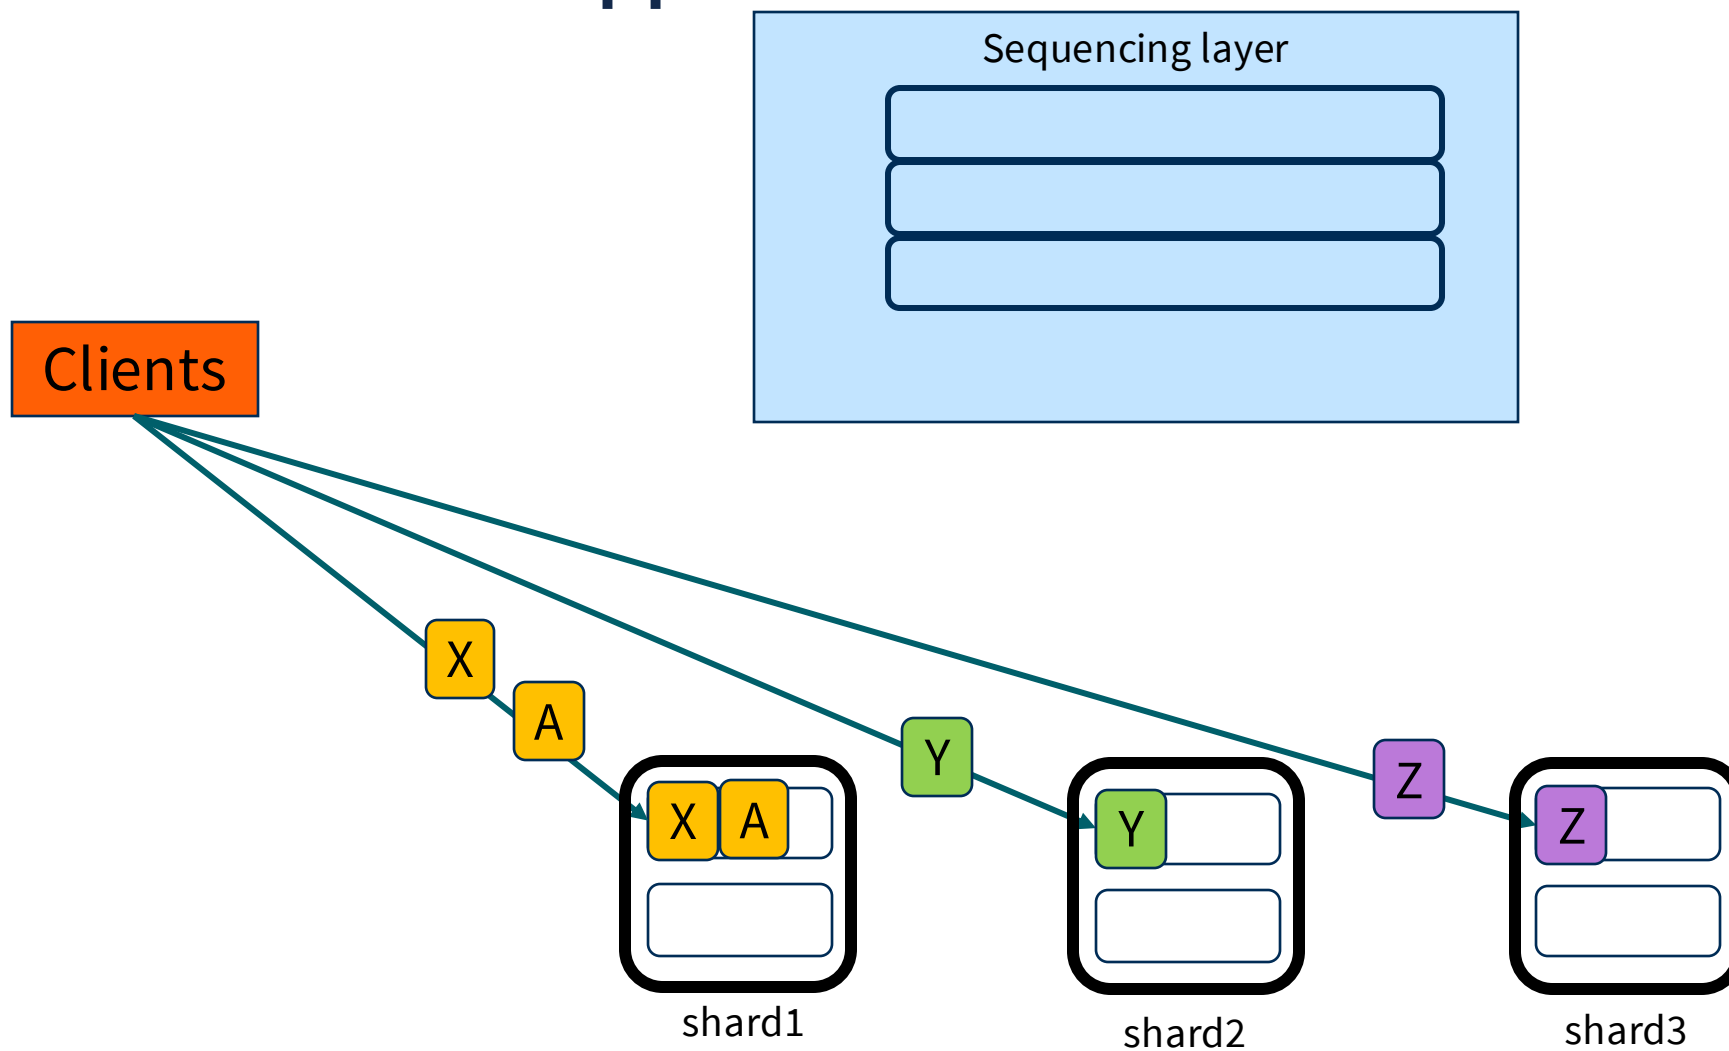 Sequencing layer
Clients
X
A
Y
Z
X A
Y
Z
shard1
shard2
shard3